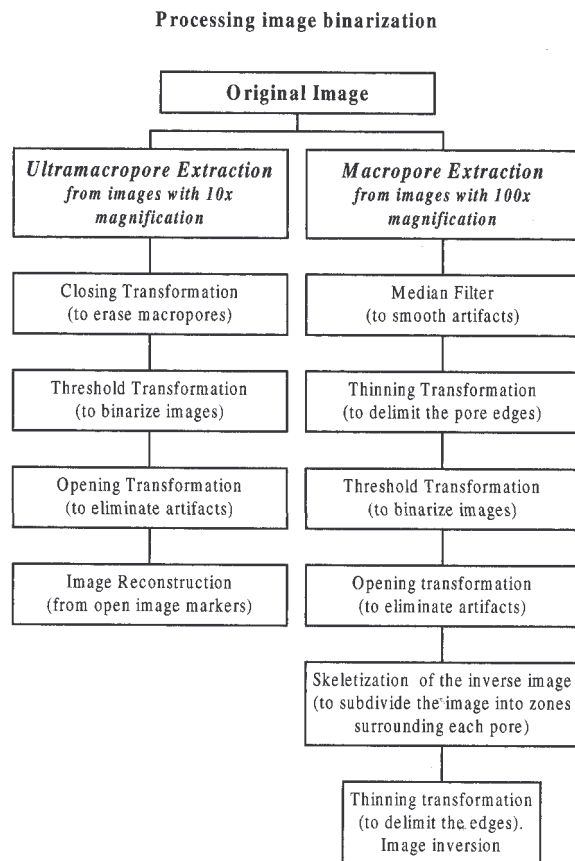 Processing image binarization
Original Image
Ultramacropore Extraction
from images with 10x
magnification
Closing Transformation
(to erase macropores)
Threshold Transformation
(to binarize images)
Opening Transformation
(to eliminate artifacts)
Image Reconstruction
(from open image markers)
Macropore Extraction
from images with 100x
magnification
Median Filter
(to smooth artifacts)
Thinning Transformation
(to delimit the pore edges)
Threshold Transformation
(to binarize images)
Opening transformation
(to eliminate artifacts)
Skeletization of the inverse image
(to subdivide the image into zones
surrounding each pore)
Thinning transformation
(to delimit the edges).
Image inversion